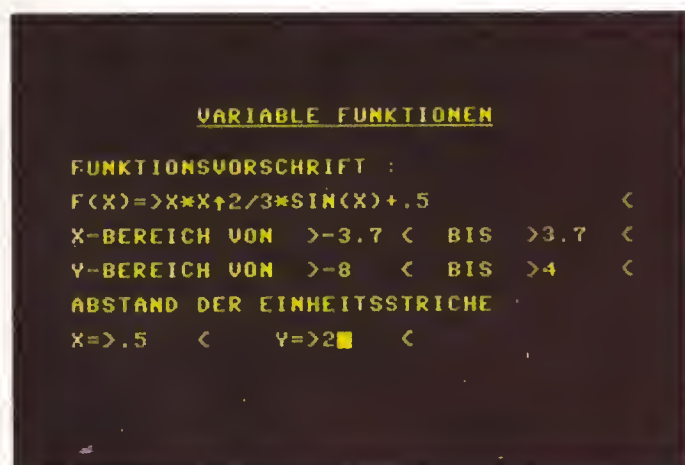 VARIABLE FUNKTIONEN
FUNKTIONSVORSCHRIFT :
F(X)=>X*X↑2/3*SIN(X)+.5 <
X-BEREICH VON >-3.7 < BIS >3.7 <
Y-BEREICH VON >-8 < BIS >4 <
ABSTAND DER EINHEITSSTRICHE
X=>.5 < Y=>2 <